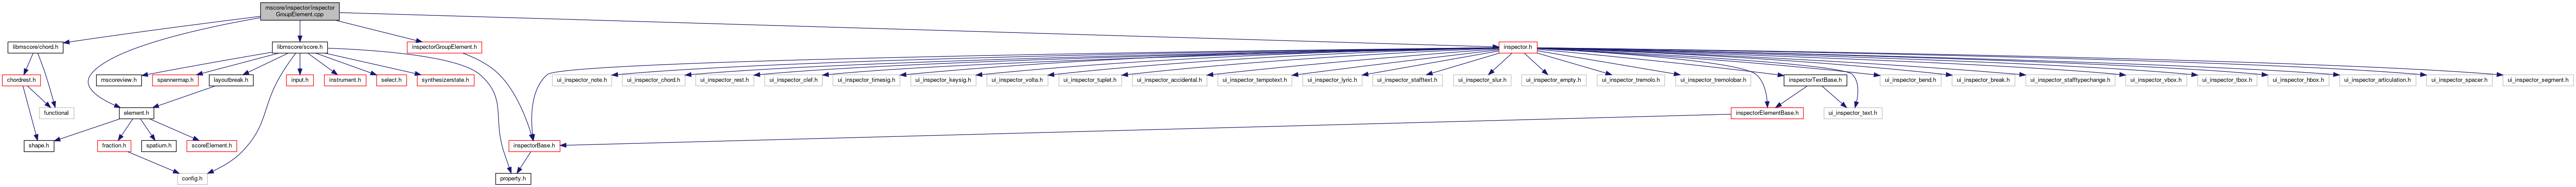 mscore/inspector/inspector
GroupElement.cpp
libmscore/chord.h
libmscore/score.h
inspectorGroupElement.h
inspector.h
chordrest.h
mscoreview.h
spannermap.h
layoutbreak.h
input.h
instrument.h
select.h
synthesizerstate.h
ui_inspector_note.h
ui_inspector_chord.h
ui_inspector_rest.h
ui_inspector_clef.h
ui_inspector_timesig.h
ui_inspector_keysig.h
ui_inspector_volta.h
ui_inspector_tuplet.h
ui_inspector_accidental.h
ui_inspector_tempotext.h
ui_inspector_lyric.h
ui_inspector_stafftext.h
ui_inspector_slur.h
ui_inspector_empty.h
ui_inspector_tremolo.h
ui_inspector_tremolobar.h
inspectorTextBase.h
ui_inspector_bend.h
ui_inspector_break.h
ui_inspector_stafftypechange.h
ui_inspector_vbox.h
ui_inspector_tbox.h
ui_inspector_hbox.h
ui_inspector_articulation.h
ui_inspector_spacer.h
ui_inspector_segment.h
functional
element.h
inspectorElementBase.h
ui_inspector_text.h
shape.h
fraction.h
spatium.h
scoreElement.h
inspectorBase.h
config.h
property.h